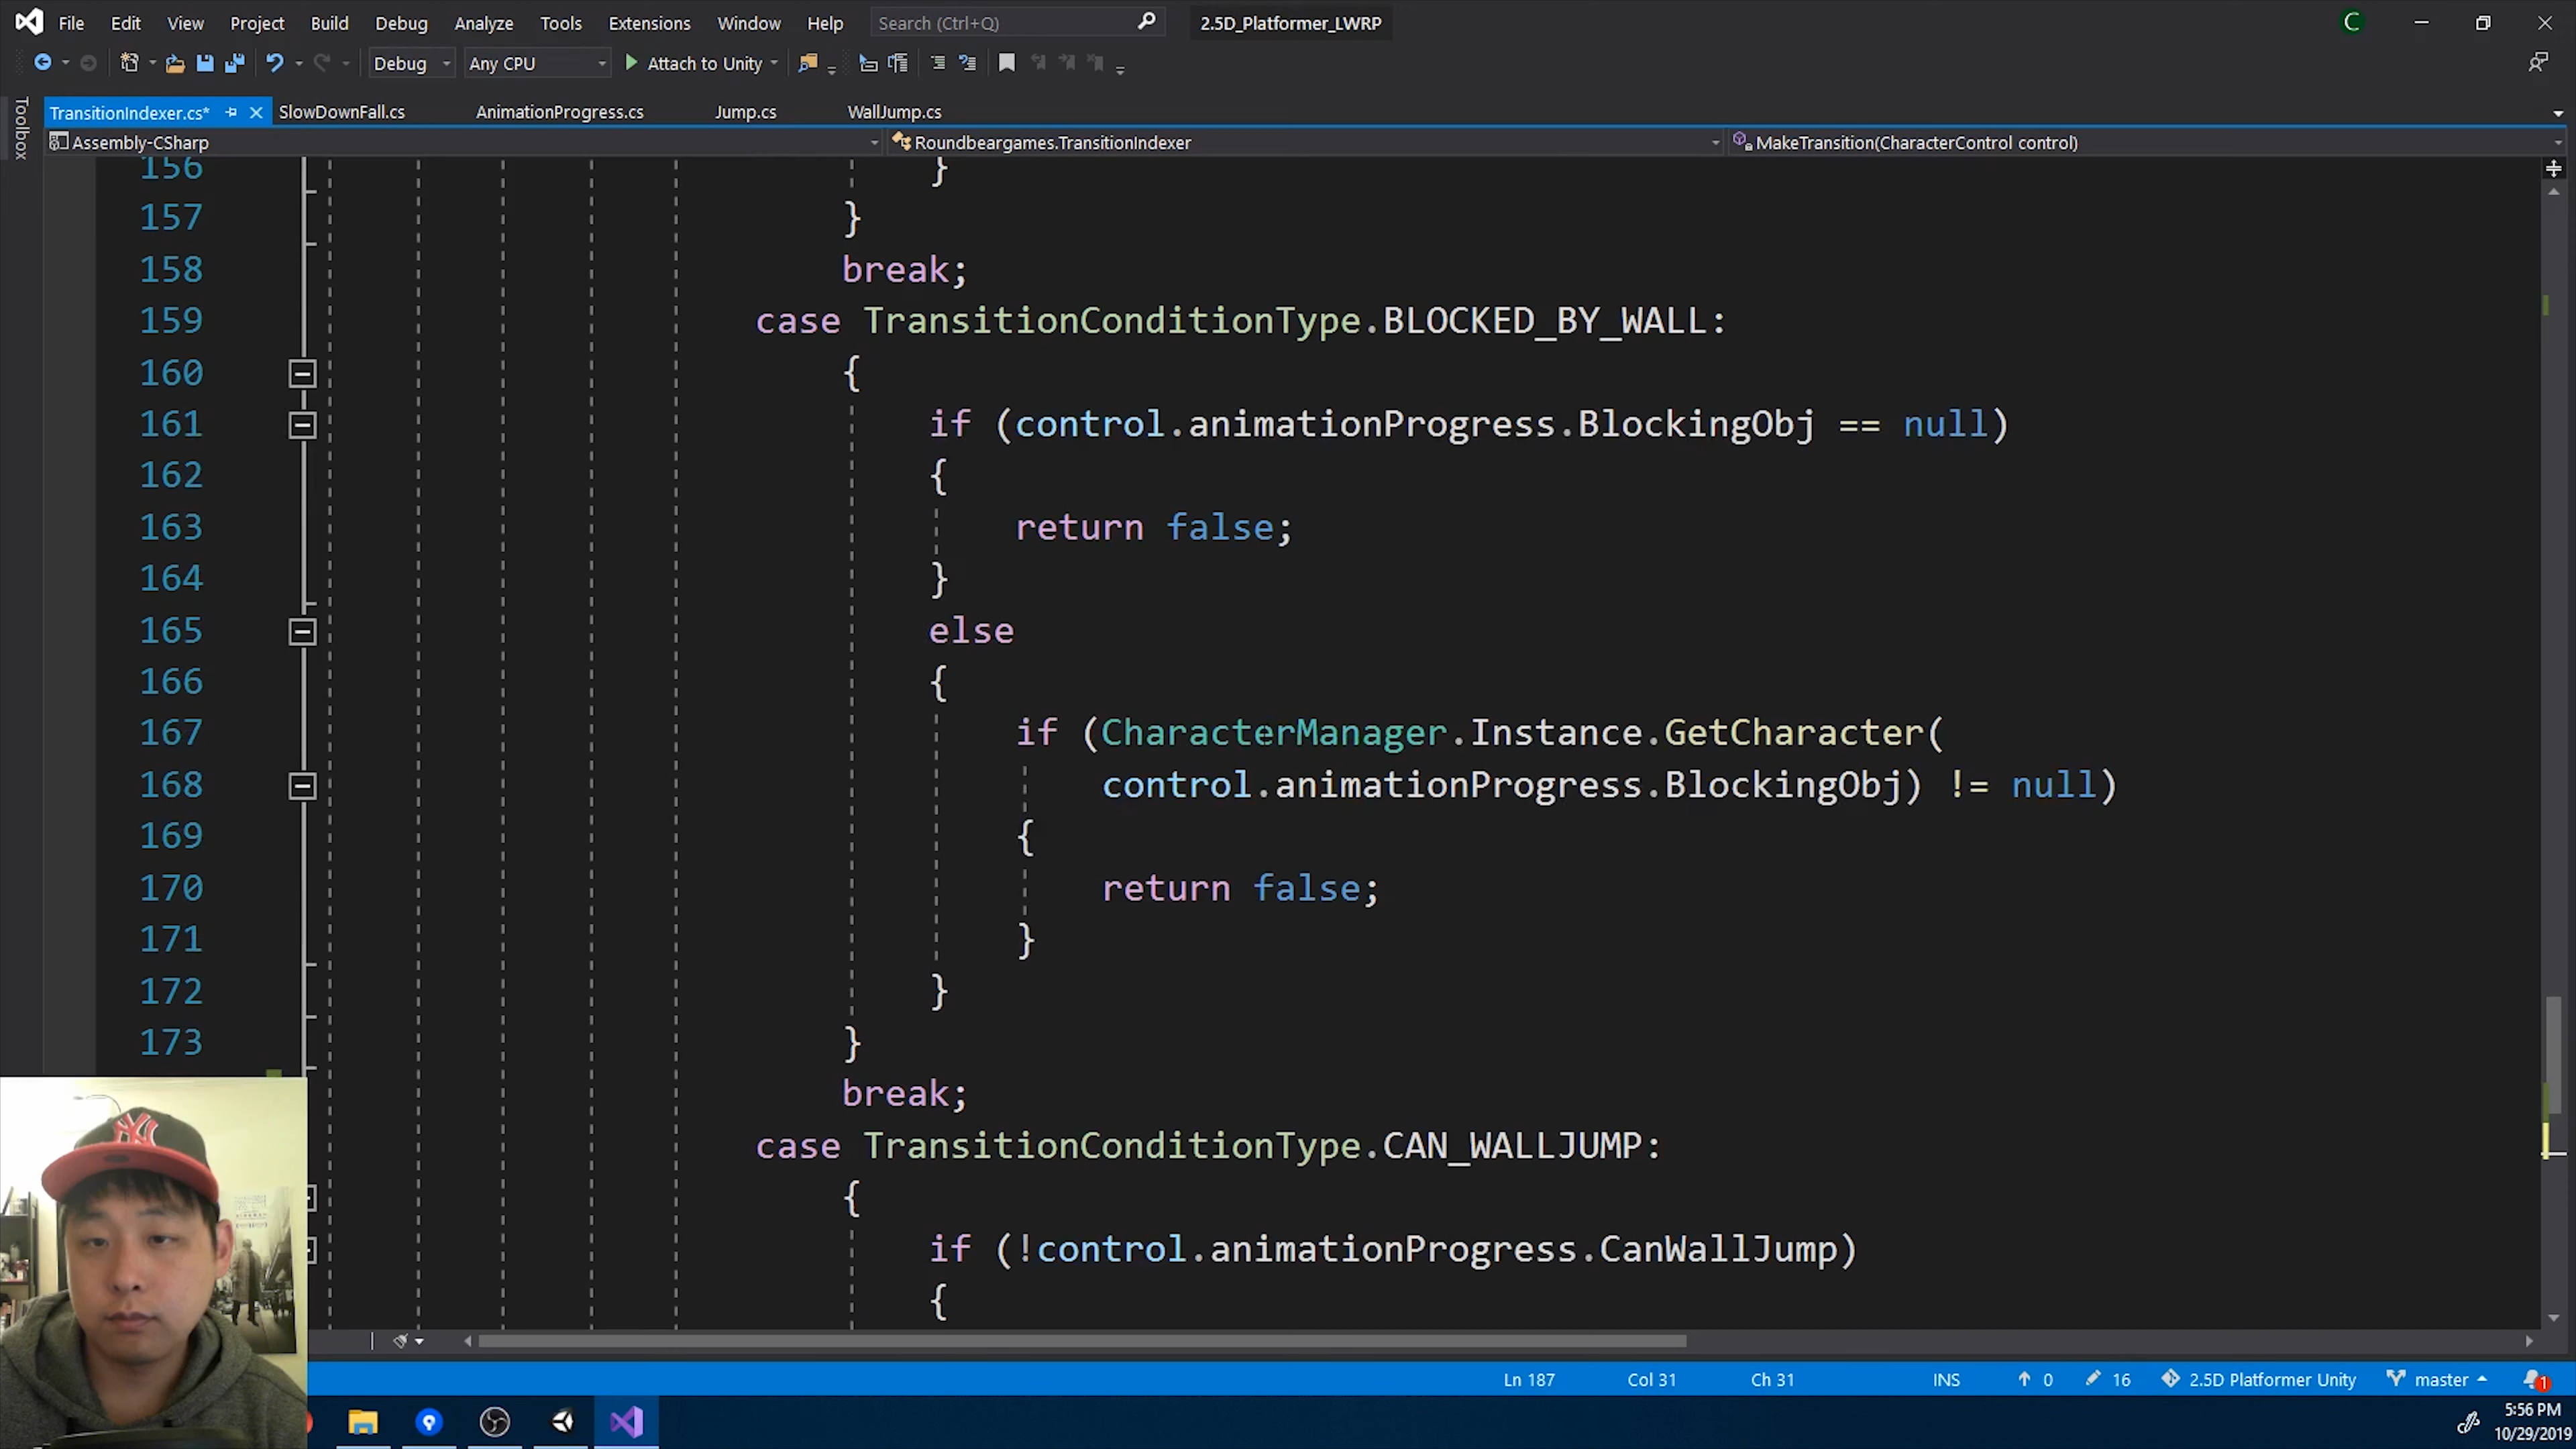 File Edit View Project Build Debug Analyze Tools Extensions Window Help Search (Ctrl+Q) 2.5D_Platformer_LWRP C
Debug Any CPU Attach to Unity
Toolbox
TransitionIndexer.cs* SlowDownFall.cs AnimationProgress.cs Jump.cs WallJump.cs
Assembly-CSharp Roundbeargames.TransitionIndexer MakeTransition(CharacterControl control)
156 }
157 }
158 break;
159 case TransitionConditionType.BLOCKED_BY_WALL:
160 {
161 if (control.animationProgress.BlockingObj == null)
162 {
163 return false;
164 }
165 else
166 {
167 if (CharacterManager.Instance.GetCharacter(
168 control.animationProgress.BlockingObj) != null)
169 {
170 return false;
171 }
172 }
173 }
break;
case TransitionConditionType.CAN_WALLJUMP:
{
if (!control.animationProgress.CanWallJump)
{
Ln 187 Col 31 Ch 31 INS 0 16 2.5D Platformer Unity master 1
5:56 PM
10/29/2019